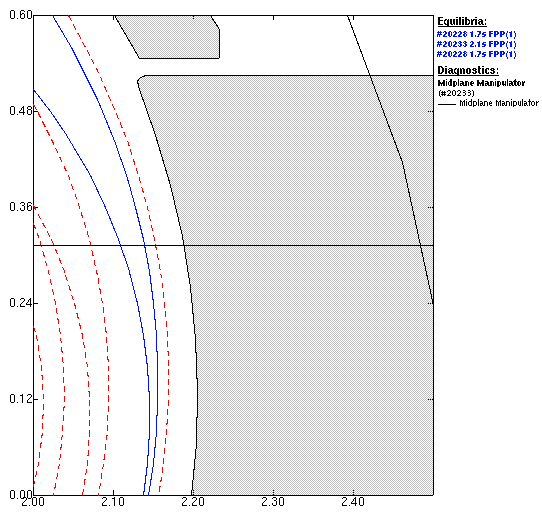 0.60
0.48
0.36
0.24
0.12
0.00
2.00
2.10
2.20
2.30
2.40
Equilibria:
#20228 1.7s FPP(1)
#20233 2.1s FPP(1)
#20228 1.7s FPP(1)
Diagnostics:
Midplane Manipulator
(#20233)
Midplane Manipulator